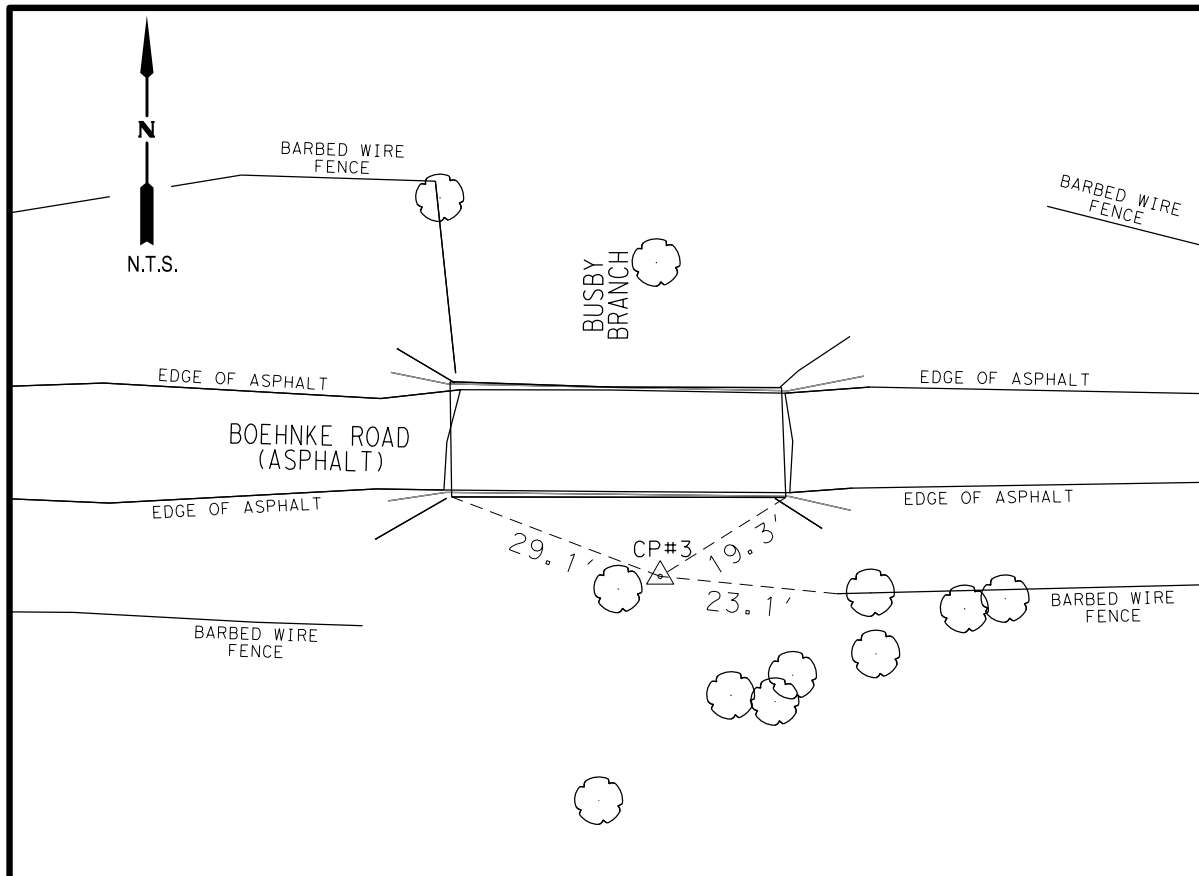 N
N.T.S.
BARBED WIRE
FENCE
BARBED WIRE
FENCE
BUSBY
BRANCH
EDGE OF ASPHALT
EDGE OF ASPHALT
BOEHNKE ROAD
(ASPHALT)
EDGE OF ASPHALT
EDGE OF ASPHALT
29.1'
CP#3
19.3'
23.1'
BARBED WIRE
FENCE
BARBED WIRE
FENCE